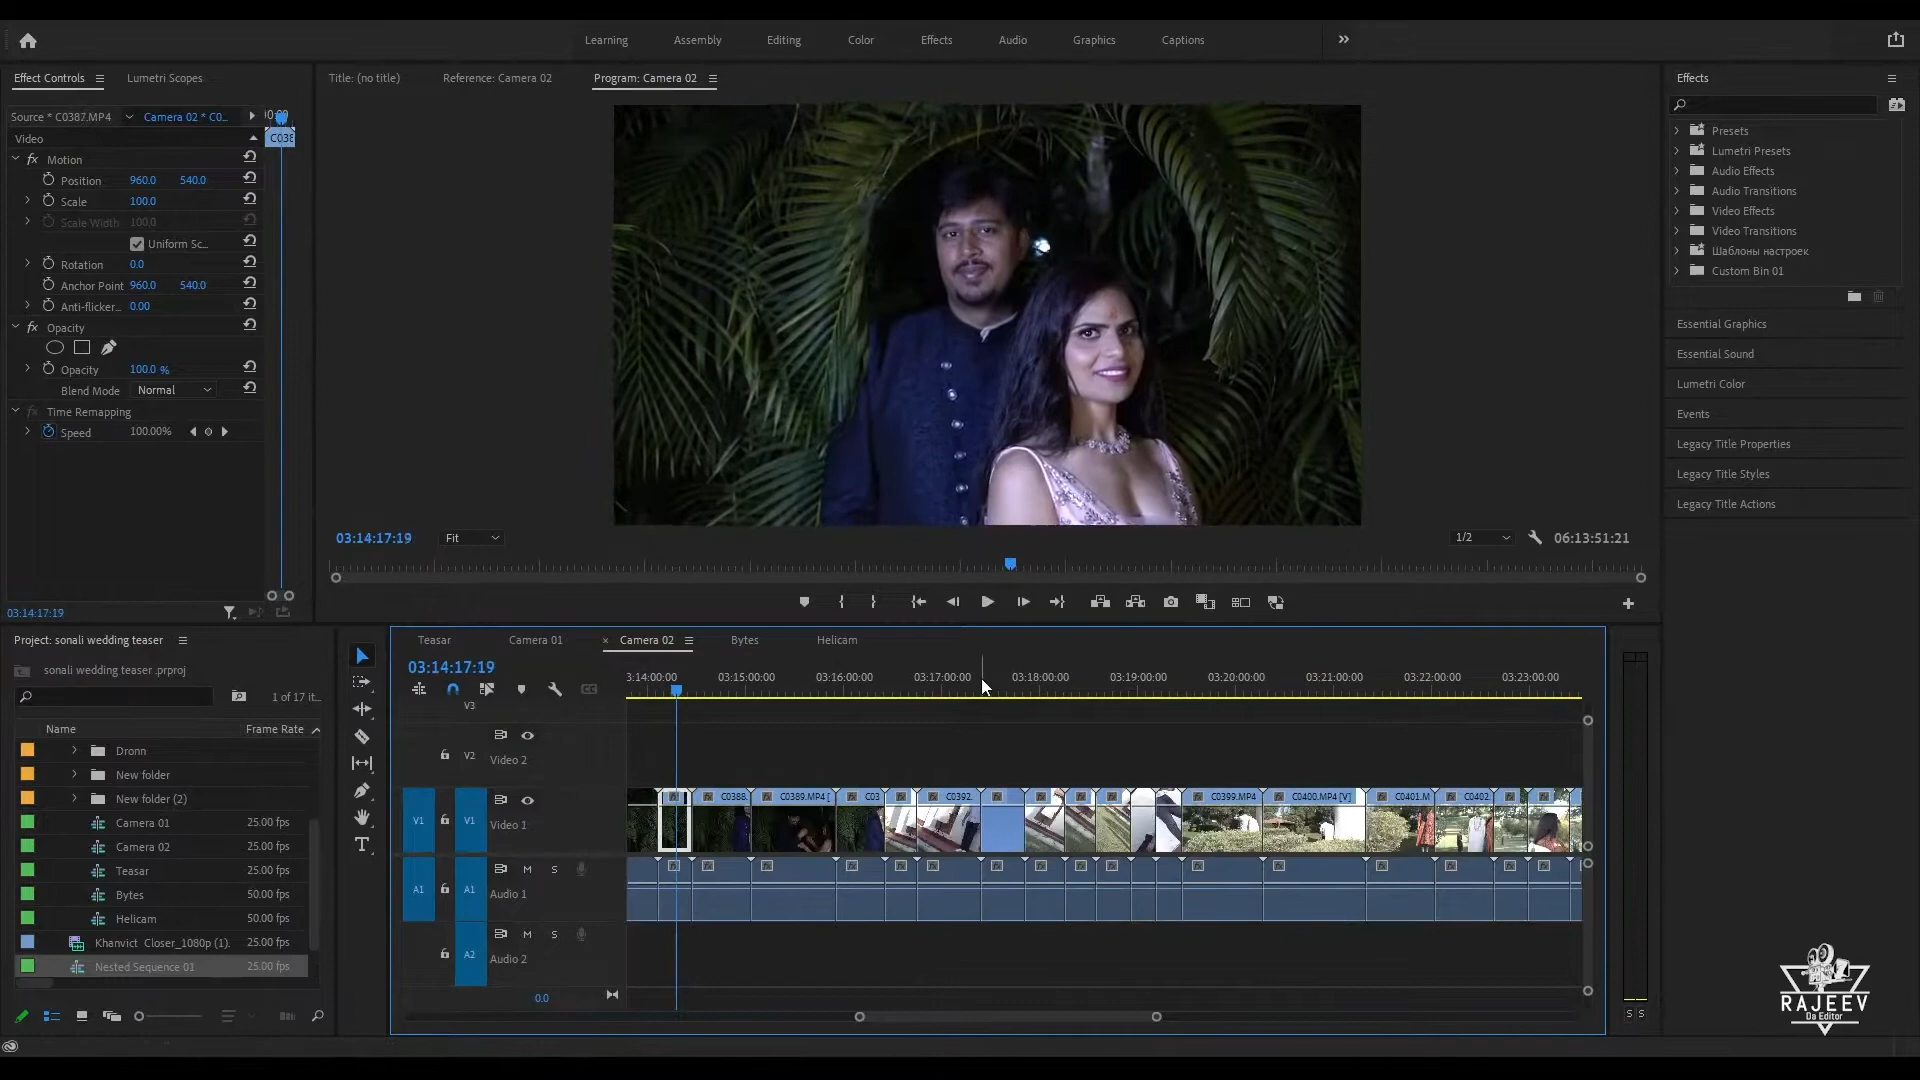 Learning Assembly Editing Color Effects Audio Graphics Captions
Effect Controls Lumetri Scopes
Title: (no title) Reference: Camera 02 Program: Camera 02
Effects
Source * C0387.MP4 Camera 02 * C0...
Video
Motion
Position 960.0 540.0
Scale 100.0
Scale Width 100.0
Uniform Sc...
Rotation 0.0
Anchor Point 960.0 540.0
Anti-flicker... 0.00
Opacity
Opacity 100.0 %
Blend Mode Normal
Time Remapping
Speed 100.00%
03:14:17:19
03:14:17:19 Fit 1/2 06:13:51:21
Presets
Lumetri Presets
Audio Effects
Audio Transitions
Video Effects
Video Transitions
Шаблоны настроек
Custom Bin 01
Essential Graphics
Essential Sound
Lumetri Color
Events
Legacy Title Properties
Legacy Title Styles
Legacy Title Actions
Project: sonali wedding teaser
sonali wedding teaser .prproj
1 of 17 it...
Name Frame Rate
Dronn
New folder
New folder (2)
Camera 01 25.00 fps
Camera 02 25.00 fps
Teasar 25.00 fps
Bytes 50.00 fps
Helicam 50.00 fps
Khanvict Closer_1080p (1). 25.00 fps
Nested Sequence 01 25.00 fps
Teasar Camera 01 × Camera 02 Bytes Helicam
03:14:17:19
3:14:00:00 03:15:00:00 03:16:00:00 03:17:00:00 03:18:00:00 03:19:00:00 03:20:00:00 03:21:00:00 03:22:00:00 03:23:00:00
V3
V2 Video 2
C0388. C0389.MP4 [ C03 C0392. C0399.MP4 C0400.MP4 [V] C0401.M C0402
V1 V1 Video 1
A1 A1 M S Audio 1
A2 M S Audio 2
0.0
S S
RAJEEV
Da Editor